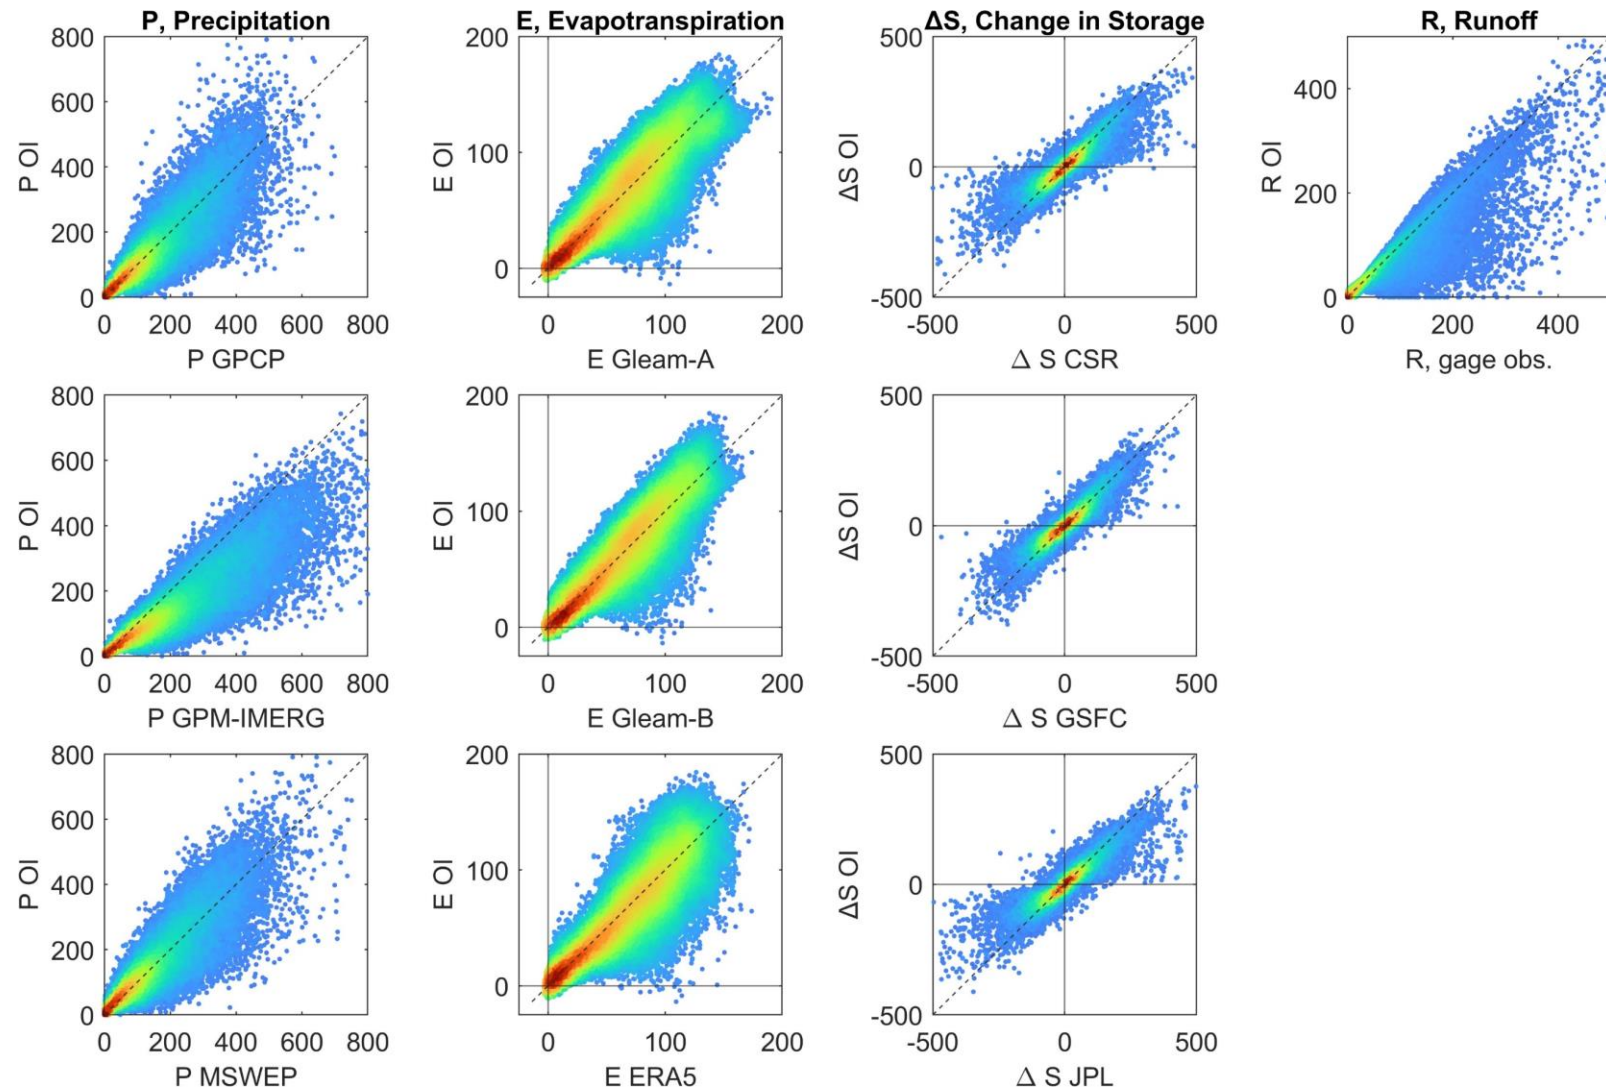 P, Precipitation
E, Evapotranspiration
ΔS, Change in Storage
R, Runoff
800
600
400
200
0
P OI
0 200 400 600 800
P GPCP
200
100
0
E OI
0 100 200
E Gleam-A
500
0
-500
ΔS OI
-500 0 500
Δ S CSR
400
200
0
R OI
0 200 400
R, gage obs.
800
600
400
200
0
P OI
0 200 400 600 800
P GPM-IMERG
200
100
0
E OI
0 100 200
E Gleam-B
500
0
-500
ΔS OI
-500 0 500
Δ S GSFC
800
600
400
200
0
P OI
0 200 400 600 800
P MSWEP
200
100
0
E OI
0 100 200
E ERA5
500
0
-500
ΔS OI
-500 0 500
Δ S JPL